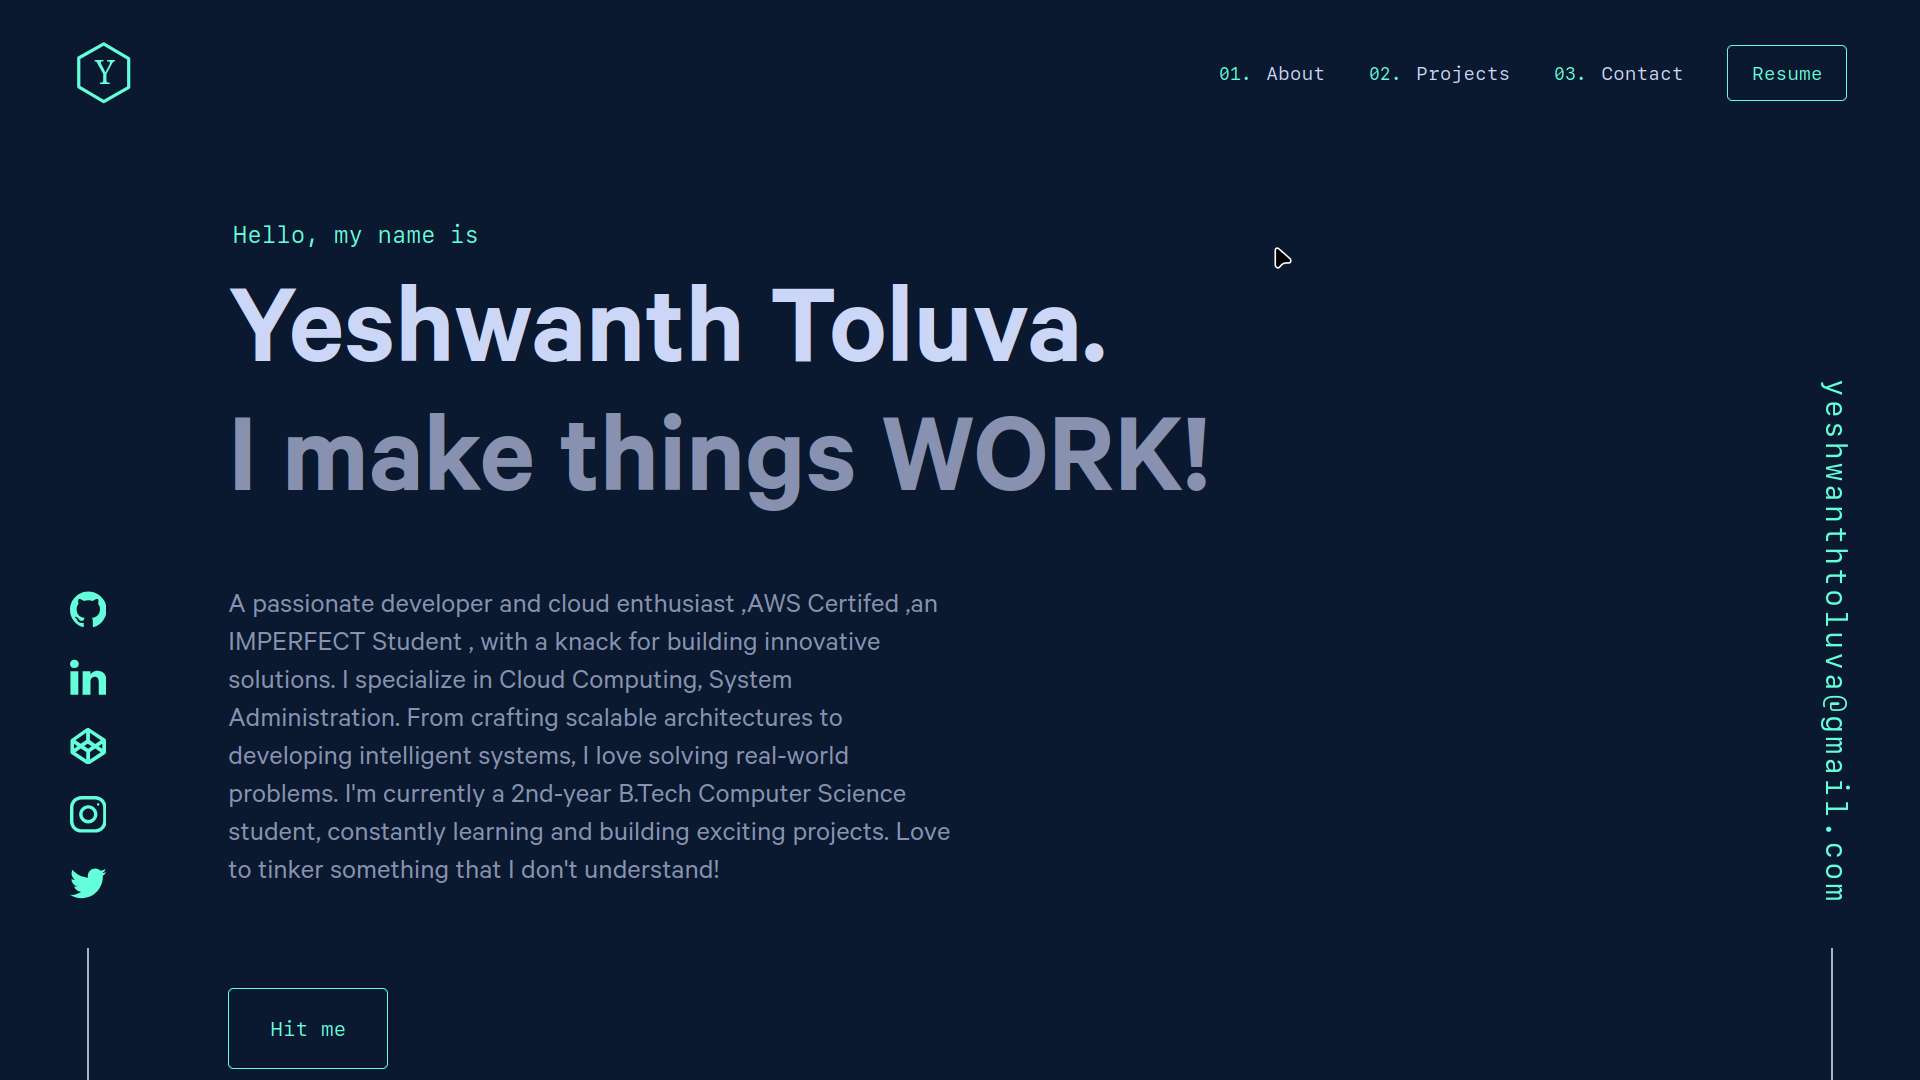 Y
01. About 02. Projects 03. Contact Resume
Hello, my name is
Yeshwanth Toluva.
I make things WORK!
A passionate developer and cloud enthusiast ,AWS Certifed ,an
IMPERFECT Student , with a knack for building innovative
solutions. I specialize in Cloud Computing, System
Administration. From crafting scalable architectures to
developing intelligent systems, I love solving real-world
problems. I'm currently a 2nd-year B.Tech Computer Science
student, constantly learning and building exciting projects. Love
to tinker something that I don't understand!
Hit me
yeshwanthtoluva@gmail.com